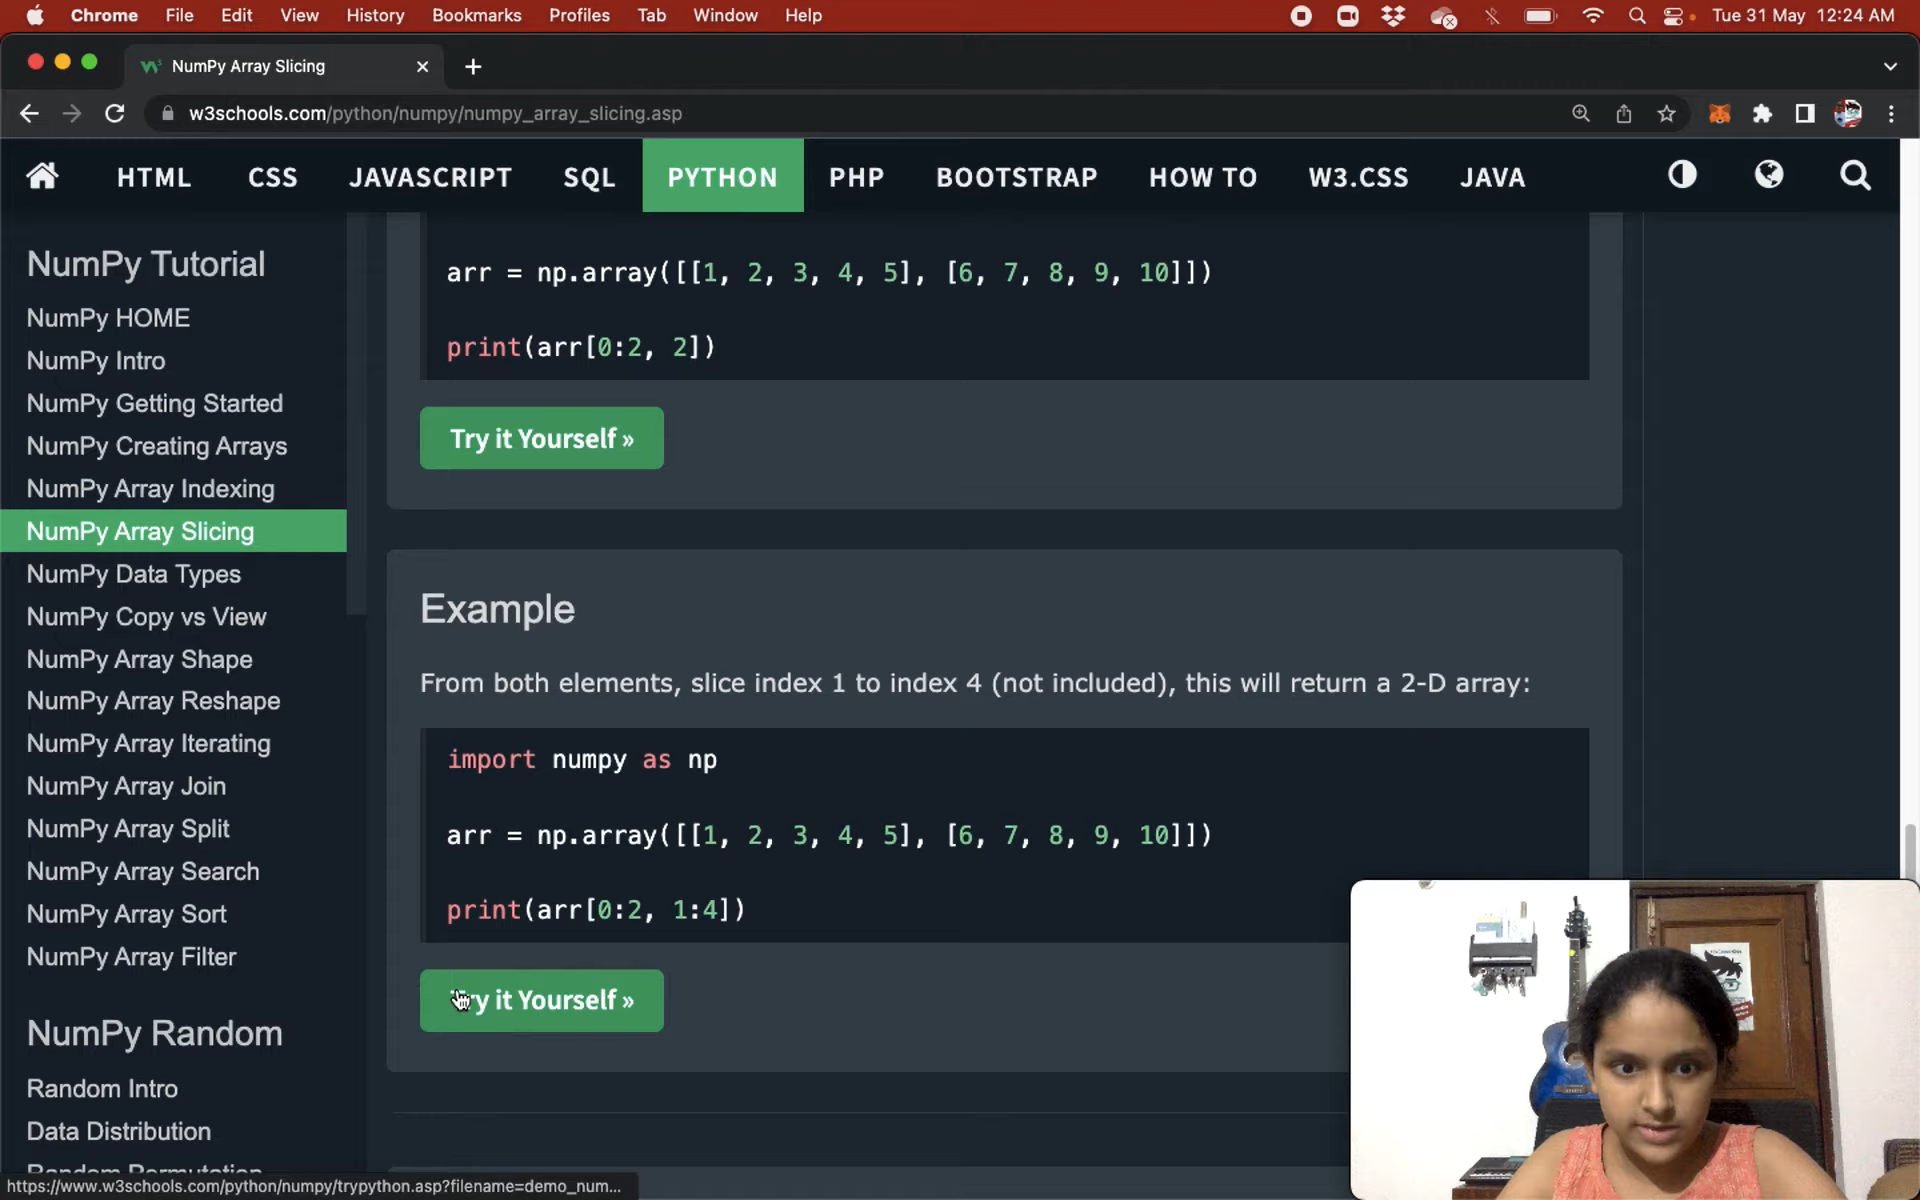 Chrome File Edit View History Bookmarks Profiles Tab Window Help Tue 31 May 12:24 AM
NumPy Array Slicing
w3schools.com/python/numpy/numpy_array_slicing.asp
HTML CSS JAVASCRIPT SQL PYTHON PHP BOOTSTRAP HOW TO W3.CSS JAVA
NumPy Tutorial
NumPy HOME
NumPy Intro
NumPy Getting Started
NumPy Creating Arrays
NumPy Array Indexing
NumPy Array Slicing
NumPy Data Types
NumPy Copy vs View
NumPy Array Shape
NumPy Array Reshape
NumPy Array Iterating
NumPy Array Join
NumPy Array Split
NumPy Array Search
NumPy Array Sort
NumPy Array Filter
NumPy Random
Random Intro
Data Distribution
Random Permutation
arr = np.array([[1, 2, 3, 4, 5], [6, 7, 8, 9, 10]])
print(arr[0:2, 2])
Try it Yourself »
Example
From both elements, slice index 1 to index 4 (not included), this will return a 2-D array:
import numpy as np
arr = np.array([[1, 2, 3, 4, 5], [6, 7, 8, 9, 10]])
print(arr[0:2, 1:4])
Try it Yourself »
https://www.w3schools.com/python/numpy/trypython.asp?filename=demo_num...